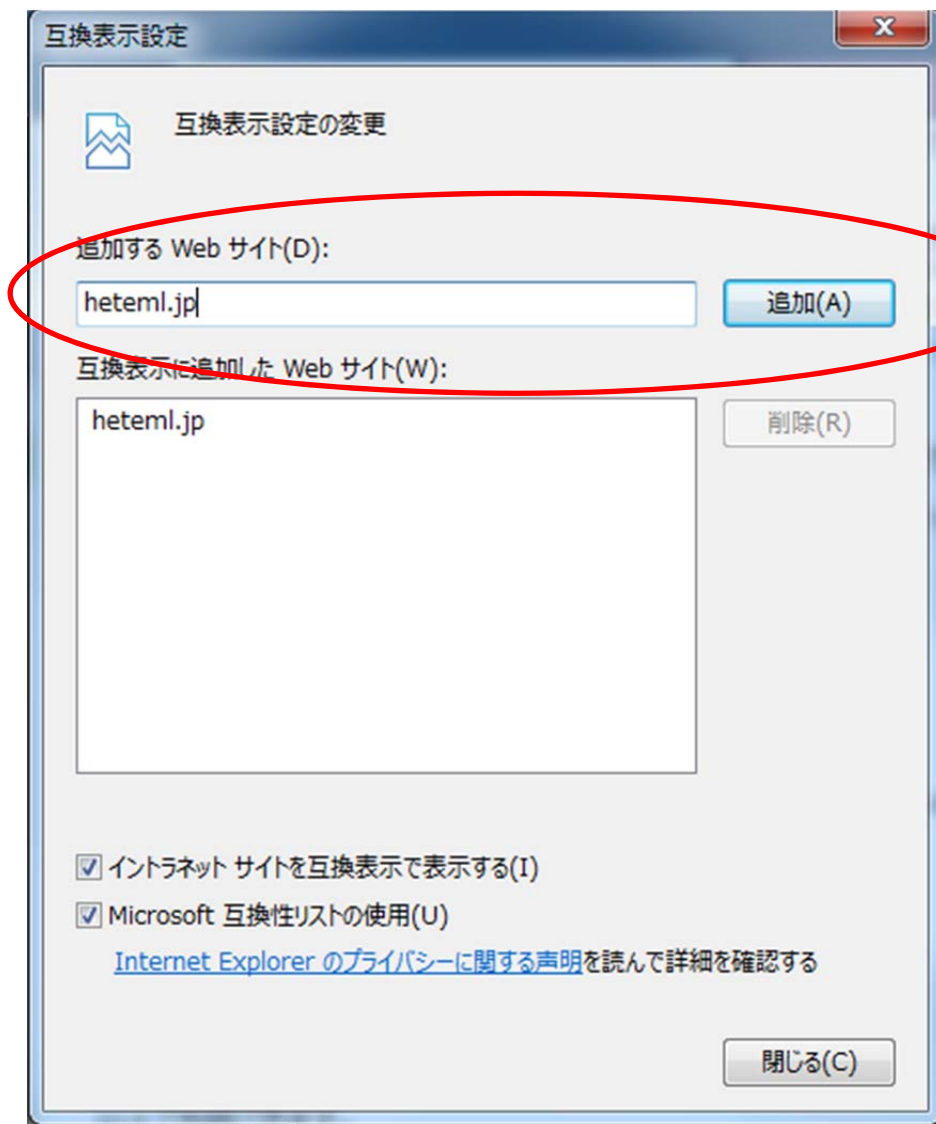 互換表示設定
互換表示設定の変更
追加する Web サイト(D):
heteml.jp
追加(A)
互換表示に追加した Web サイト(W):
heteml.jp
削除(R)
イントラネット サイトを互換表示で表示する(I)
Microsoft 互換性リストの使用(U)
Internet Explorer のプライバシーに関する声明を読んで詳細を確認する
閉じる(C)